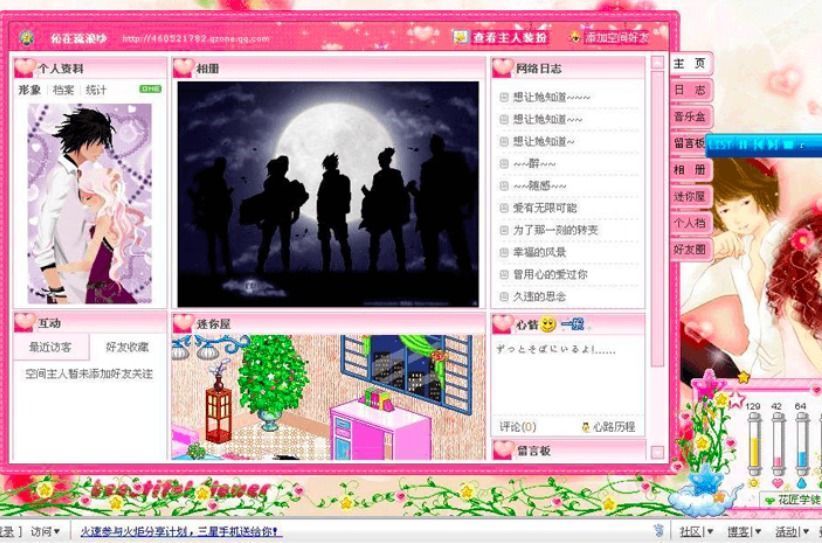 http://460521782.qzone.qq.com
查看主人装扮
添加空间好友
个人资料
形象 | 档案 | 统计
相册
网络日志
想让她知道~~~
想让她知道~~
想让她知道~
~~醉~~
~~随感~~
爱有无限可能
为了那一刻的转变
幸福的风景
曾用心的爱过你
久违的思念
主 页
日 志
音乐盒
留言板
相 册
迷你屋
个人档
好友圈
LIST
互动
最近访客
好友收藏
空间主人暂未添加好友关注
迷你屋
心情
一般
ずっとそばにいるよ!......
评论(0)
心路历程
留言板
129 42 64
花匠学徒
beautiful flower
登录 ] 访问▼
火速参与火炬计划，三星手机送给你！
社区|▼ 博客|▼ 活动|▼